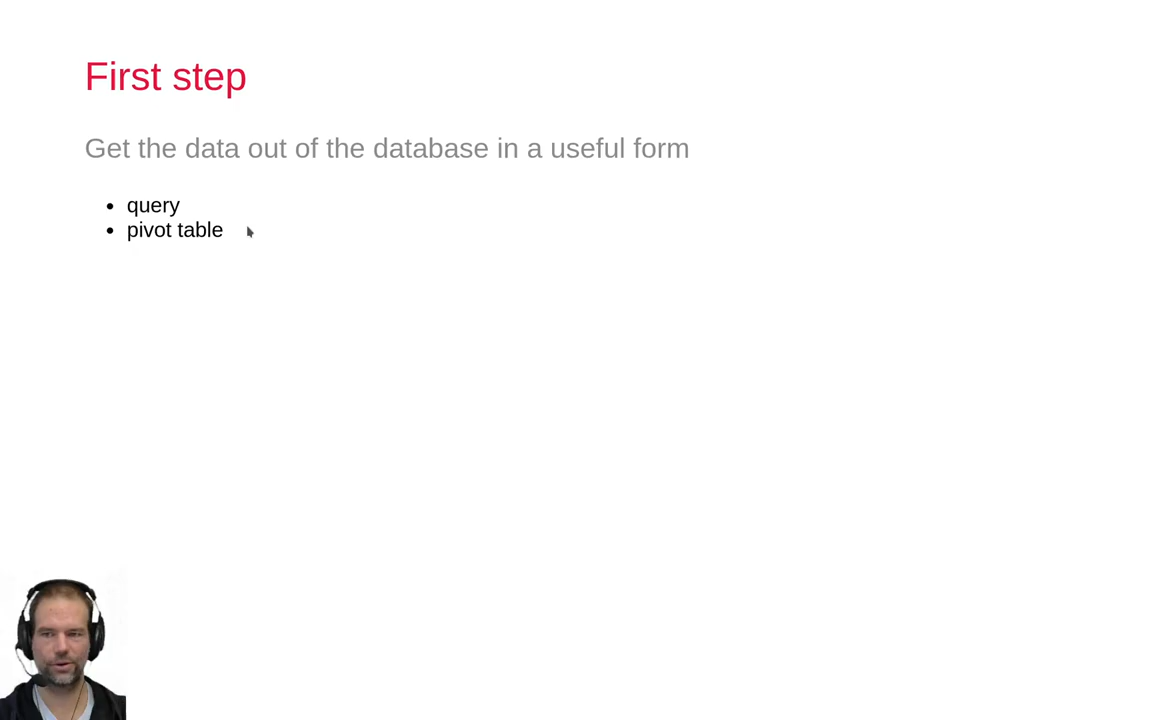 First step
Get the data out of the database in a useful form
• query
• pivot table